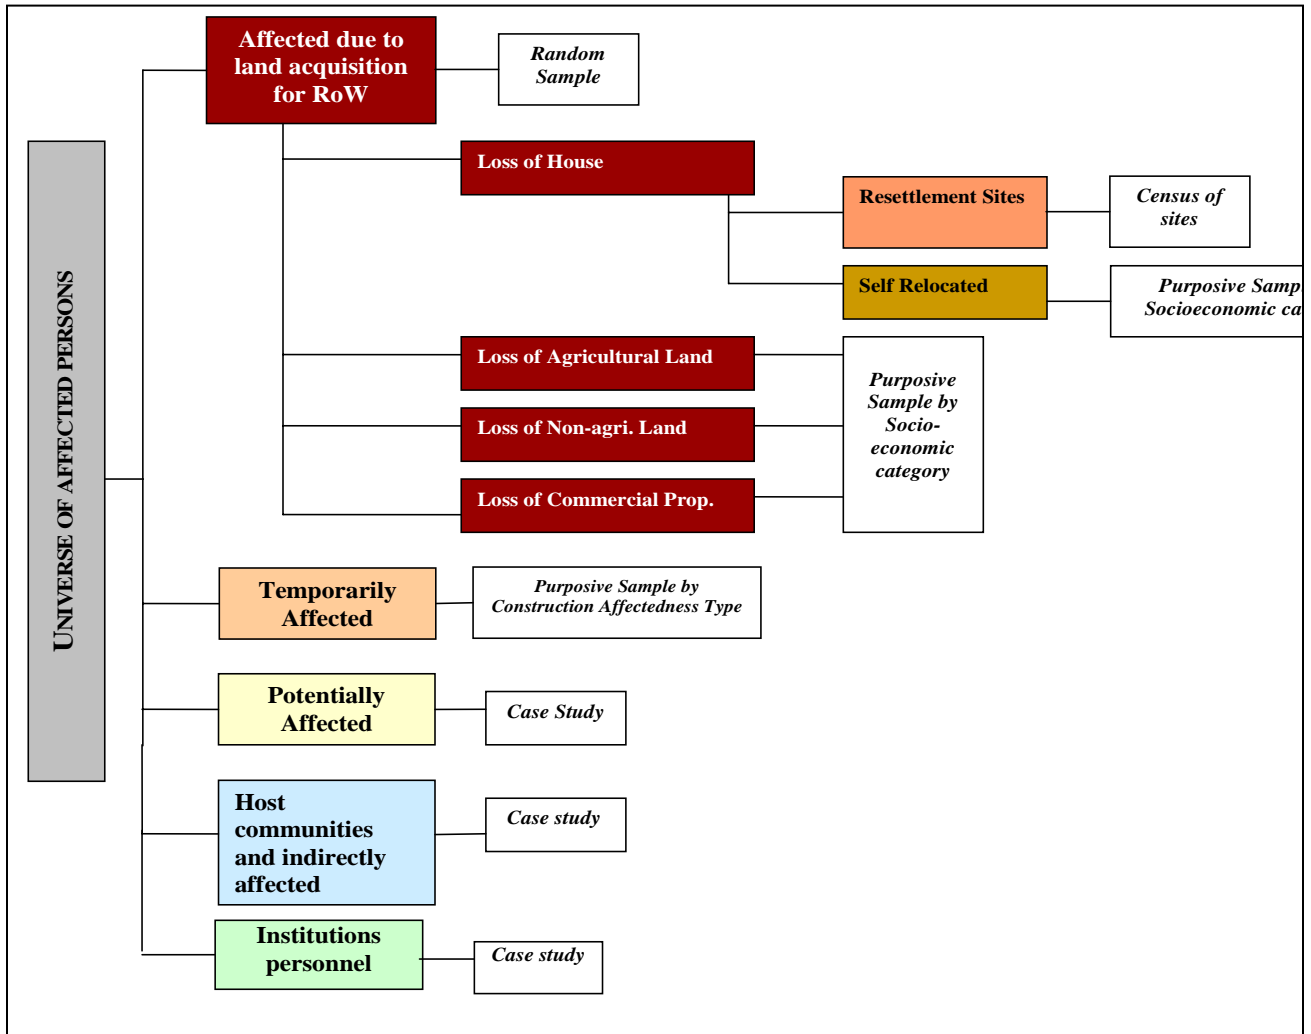 Affected due to
land acquisition
for RoW
Random
Sample
UNIVERSE OF AFFECTED PERSONS
Loss of House
Resettlement Sites
Census of
sites
Self Relocated
Purposive
Socioeconomic
Loss of Agricultural Land
Loss of Non-agri. Land
Loss of Commercial Prop.
Purposive
Sample by
Socio-
economic
category
Temporarily
Affected
Purposive Sample by
Construction Affectedness Type
Potentially
Affected
Case Study
Host
communities
and indirectly
affected
Case study
Institutions
personnel
Case study